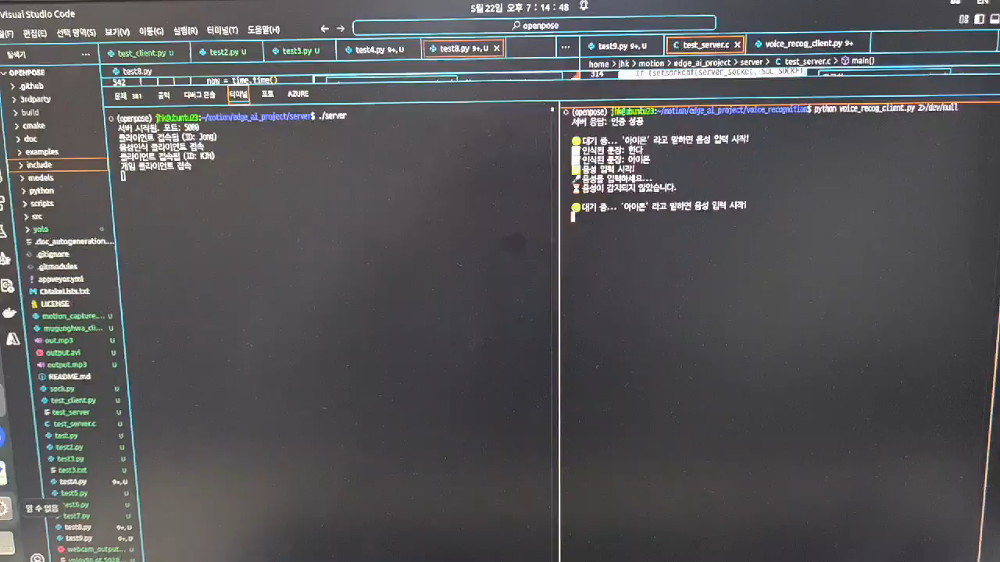 Visual Studio Code
5월 22일 오후 7 : 14 : 48
편집(E) 선택 영역(S) 보기(V) 이동(G) 실행(R) 터미널(T) 도움말(H)
openpose
탐색기 ...
test_client.py U test2.py U test3.py U test4.py 9+, U test8.py 9+, U × ... test9.py 9+, U C test_server.c × voice_recog_client.py 9+
test8.py
home > jhk > motion > edge_ai_project > server > C test_server.c > main()
542 now = time.time()
314
문제 381 출력 디버그 콘솔 터미널 포트 AZURE
OPENPOSE
.github
3rdparty
build
cmake
doc
examples
include
models
python
scripts
src
yolo
.doc_autogeneration....
.gitignore
.gitmodules
appveyor.yml
CMakeLists.txt
LICENSE
motion_capture.... U
mugunghwa_cli... U
out.mp3 U
output.avi U
output.mp3 U
README.md
sock.py U
test_client.py U
test_server U
test_server.c U
test.py U
test2.py U
test3.py U
test3.txt U
test4.py 9+, U
test5.py U
test6.py U
test7.py U
test8.py 9+, U
test9.py 9+, U
webcam_output... U
알 수 없음
(openpose) jhk@ubuntu23:~/motion/edge_ai_project/server$ ./server
서버 시작됨. 포트: 5000
클라이언트 접속됨 (ID: Jong)
음성인식 클라이언트 접속
클라이언트 접속됨 (ID: KJH)
게임 클라이언트 접속
(openpose) jhk@ubuntu23:~/motion/edge_ai_project/voice_recognition$ python voice_recog_client.py 2>/dev/null
서버 응답: 인증 성공
대기 중... '아이몬' 라고 말하면 음성 입력 시작!
인식된 문장: 한다
인식된 문장: 아이몬
음성 입력 시작!
음성을 입력하세요...
음성이 감지되지 않았습니다.
대기 중... '아이몬' 라고 말하면 음성 입력 시작!